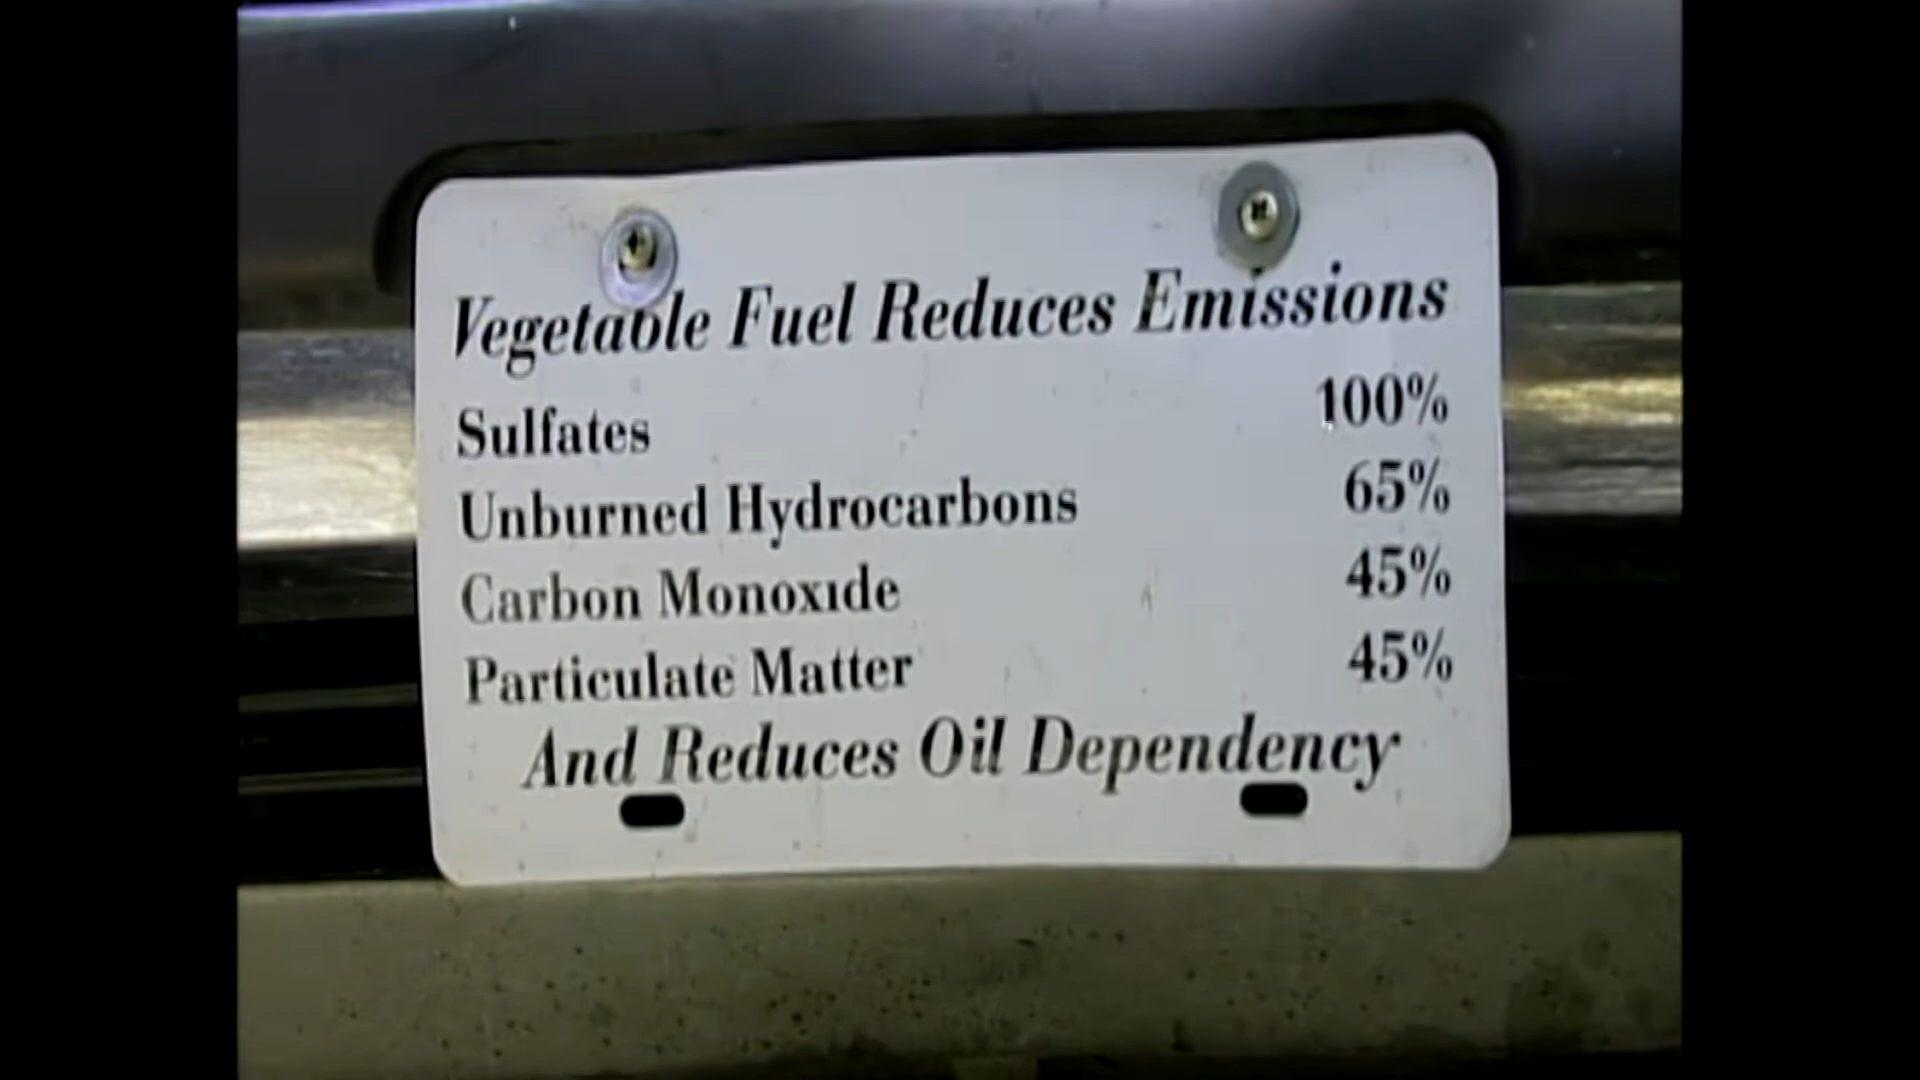 Vegetable Fuel Reduces Emissions
Sulfates 100%
Unburned Hydrocarbons 65%
Carbon Monoxide 45%
Particulate Matter 45%
And Reduces Oil Dependency